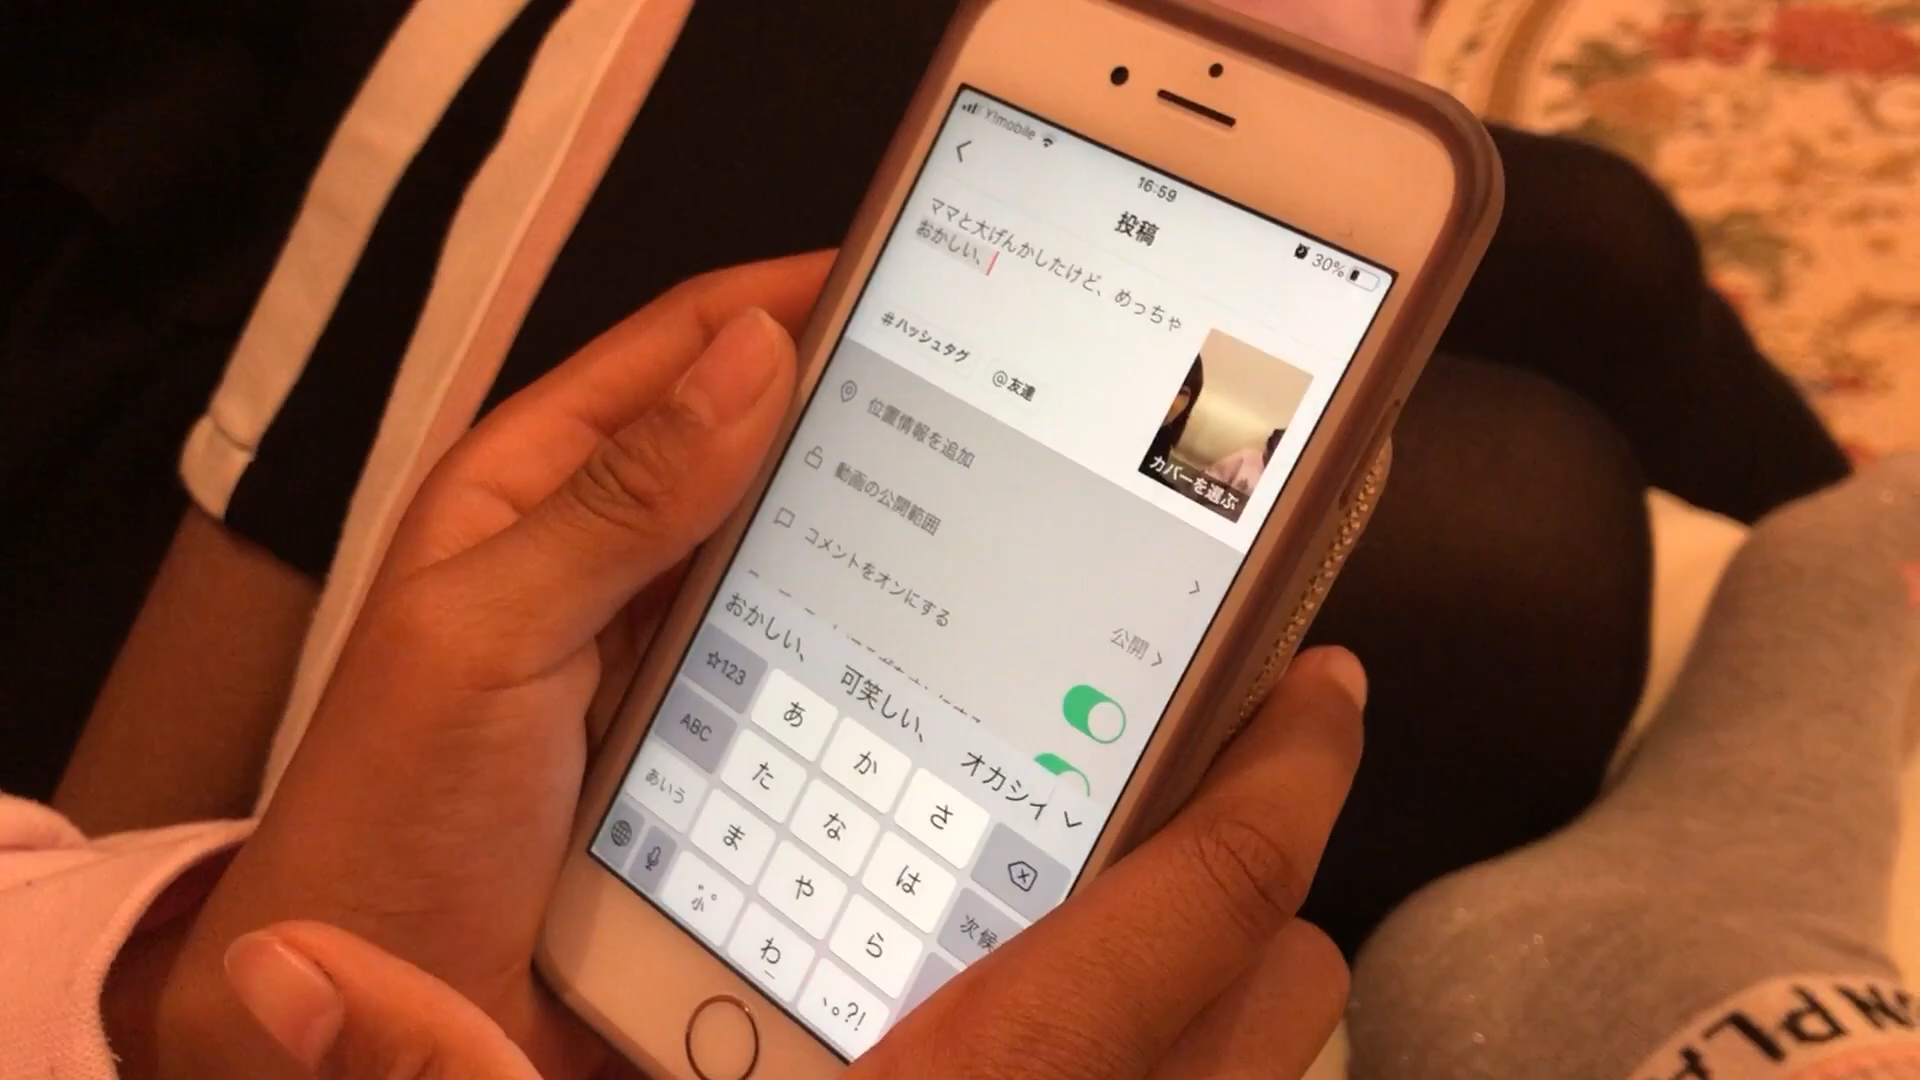 Y!mobile
16:59
30%
投稿
ママと大げんかしたけど、めっちゃ
おかしい、
#ハッシュタグ
@友達
カバーを選ぶ
位置情報を追加
動画の公開範囲
公開
コメントをオンにする
おかしい、 可笑しい、 オカシイ
☆123 あ か さ
ABC た な は 次候
あいう ま や ら
小 わ 、。?!